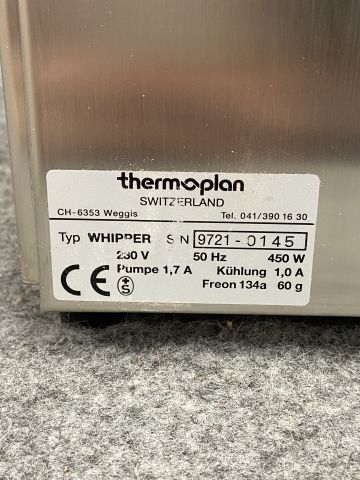 thermoplan
SWITZERLAND
CH-6353 Weggis Tel. 041/390 16 30
Typ WHIPPER S N 9721-0145
230 V 50 Hz 450 W
Pumpe 1,7 A Kühlung 1,0 A
Freon 134a 60 g
CE
+S